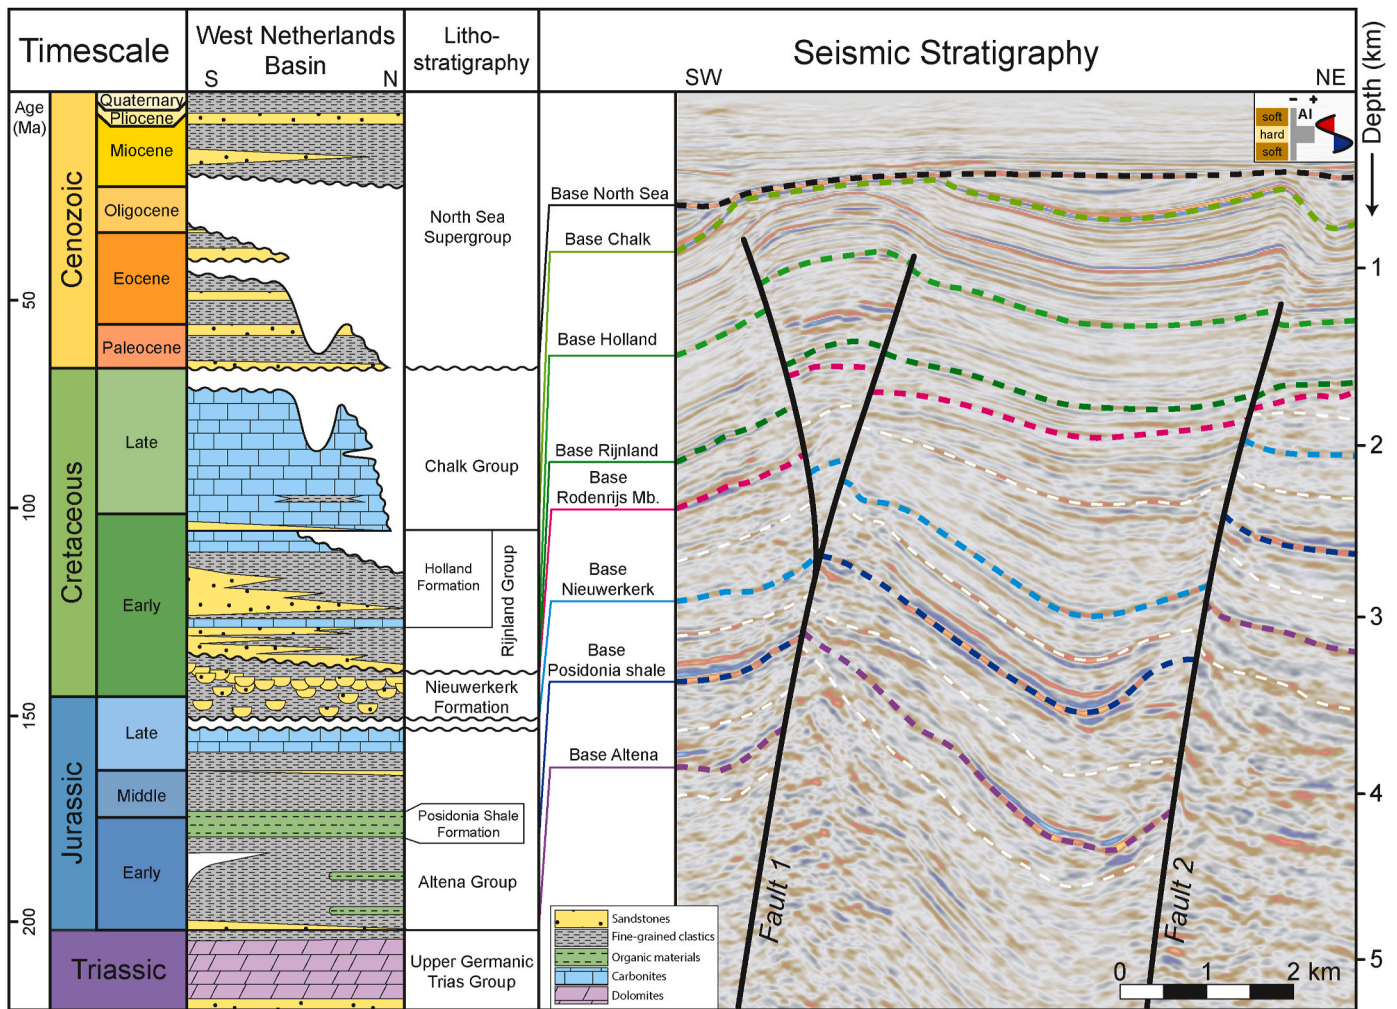 Timescale
West Netherlands
Basin
S N
Litho-
stratigraphy
Seismic Stratigraphy
SW
NE
Depth (km)
Age
(Ma)
50
100
150
200
Cenozoic
Quaternary
Pliocene
Miocene
Oligocene
Eocene
Paleocene
Cretaceous
Late
Early
Jurassic
Late
Middle
Early
Triassic
North Sea
Supergroup
Chalk Group
Holland
Formation
Rijnland Group
Nieuwerkerk
Formation
Posidonia Shale
Formation
Altena Group
Upper Germanic
Trias Group
Base North Sea
Base Chalk
Base Holland
Base Rijnland
Base
Rodenrijs Mb.
Base
Nieuwerkerk
Base
Posidonia shale
Base Altena
Sandstones
Fine-grained clastics
Organic materials
Carbonites
Dolomites
- +
soft
AI
hard
soft
Fault 1
Fault 2
0 1 2 km
1
2
3
4
5